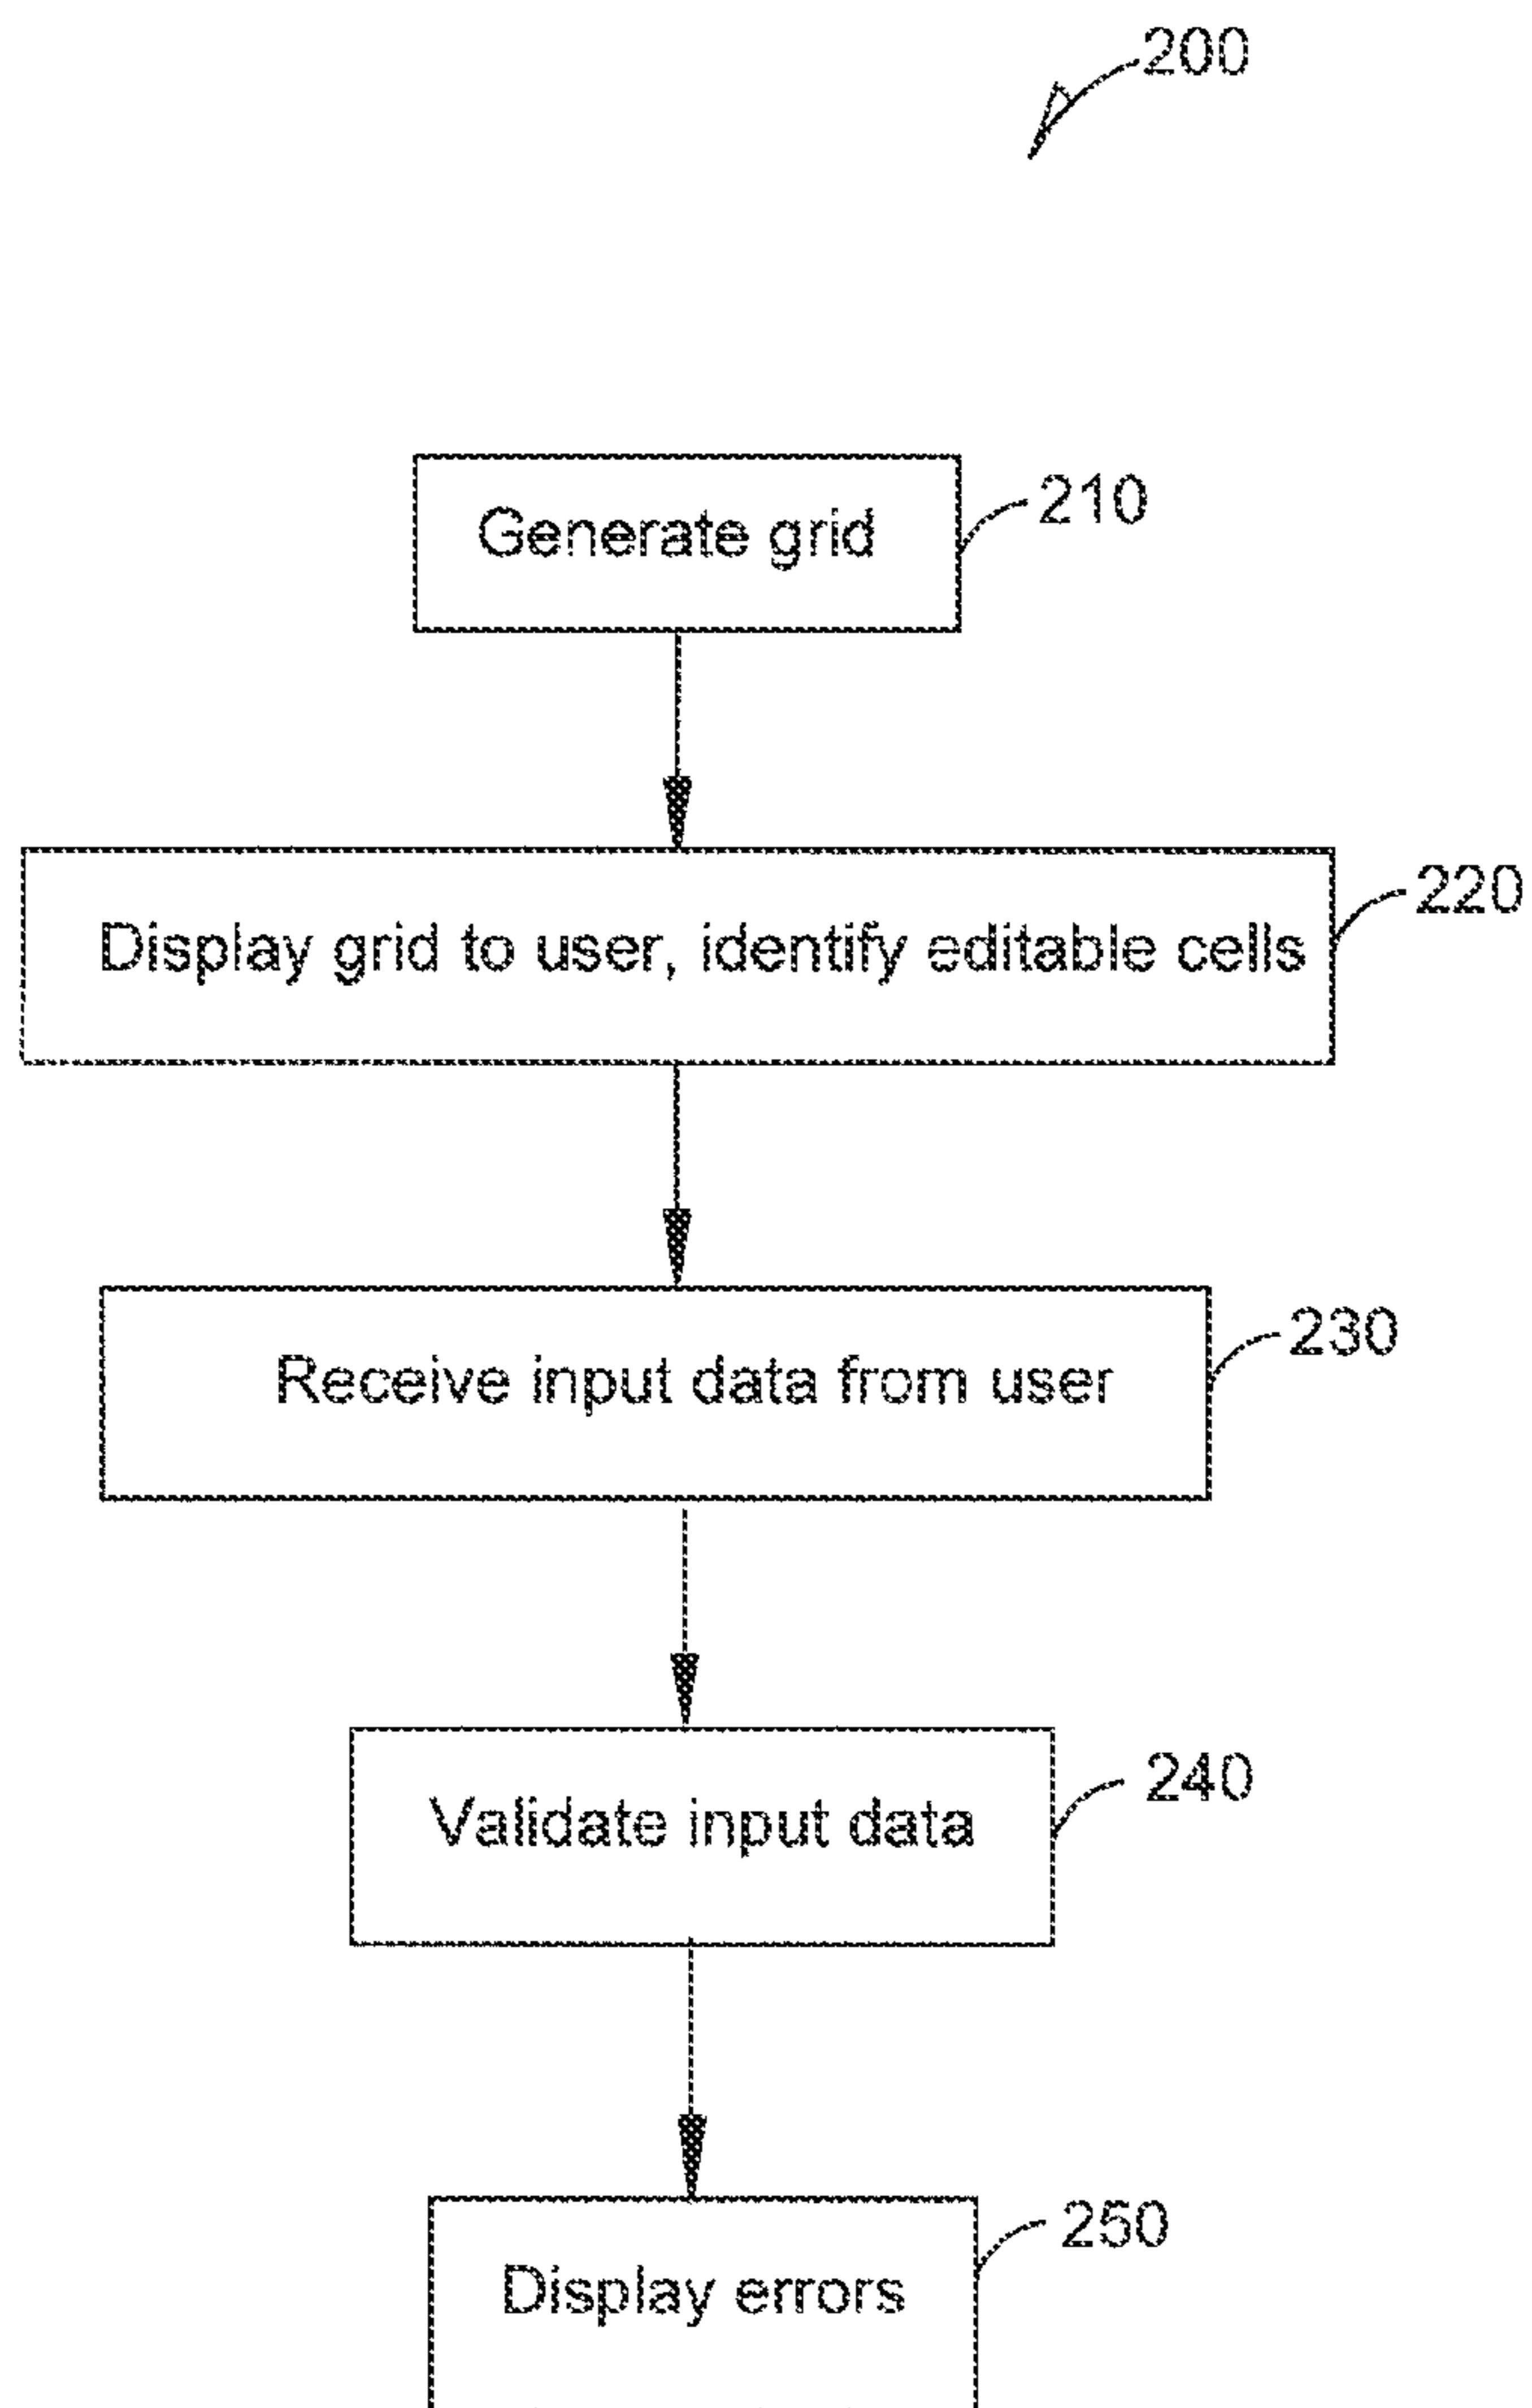 200
Generate grid
210
Display grid to user, identify editable cells
220
Receive input data from user
230
Validate input data
240
Display errors
250